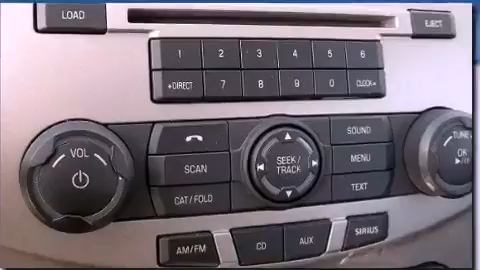 LOAD
EJECT
1 2 3 4 5 6
DIRECT 7 8 9 0 CLOCK
VOL
SCAN
CAT/FOLD
SEEK/
TRACK
SOUND
MENU
TEXT
TUNE
OK
AM/FM
CD
AUX
SIRIUS